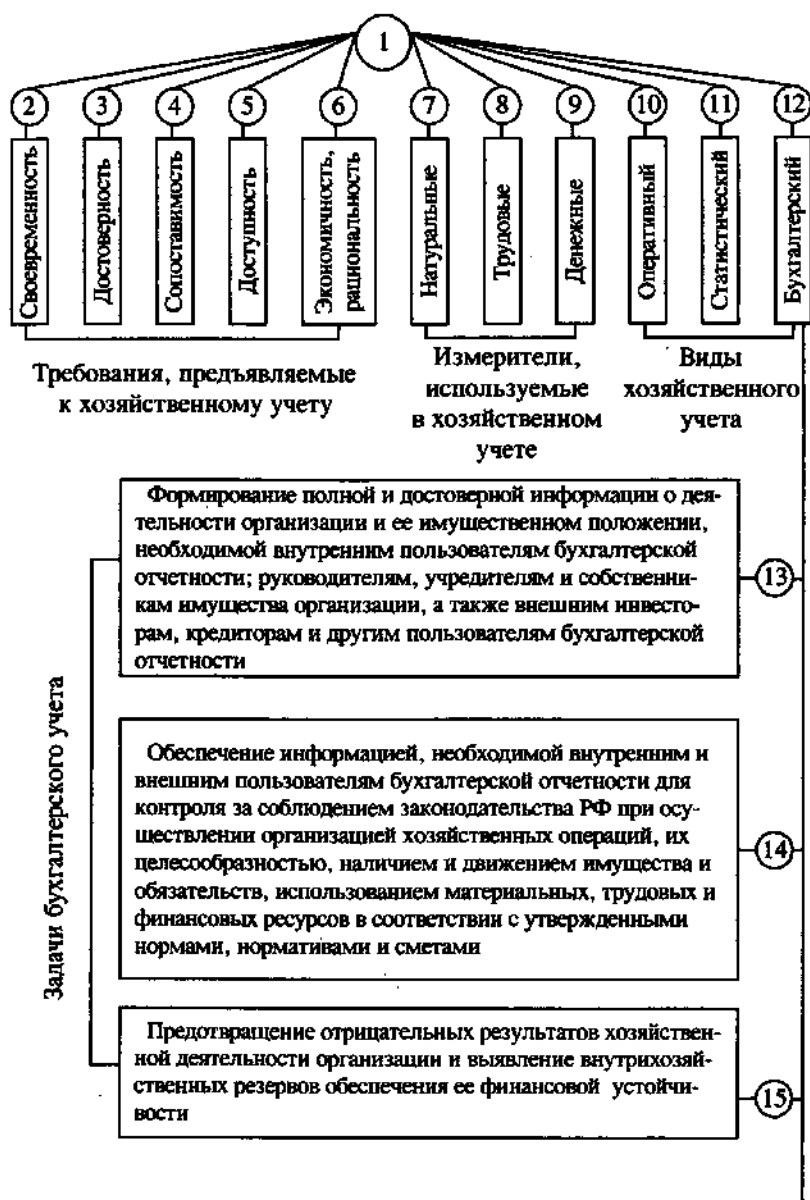 1
2
3
4
5
6
7
8
9
10
11
12
Своевременность
Достоверность
Сопоставимость
Доступность
Экономичность,
рациональность
Натуральные
Трудовые
Денежные
Оперативный
Статистический
Бухгалтерский
Требования, предъявляемые
к хозяйственному учету
Измерители,
используемые
в хозяйственном
учете
Виды
хозяйственного
учета
Задачи бухгалтерского учета
Формирование полной и достоверной информации о дея-
тельности организации и ее имущественном положении,
необходимой внутренним пользователям бухгалтерской
отчетности; руководителям, учредителям и собственни-
кам имущества организации, а также внешним инвесто-
рам, кредиторам и другим пользователям бухгалтерской
отчетности
13
Обеспечение информацией, необходимой внутренним и
внешним пользователям бухгалтерской отчетности для
контроля за соблюдением законодательства РФ при осу-
ществлении организацией хозяйственных операций, их
целесообразностью, наличием и движением имущества и
обязательств, использованием материальных, трудовых и
финансовых ресурсов в соответствии с утвержденными
нормами, нормативами и сметами
14
Предотвращение отрицательных результатов хозяйствен-
ной деятельности организации и выявление внутрихозяй-
ственных резервов обеспечения ее финансовой устойчи-
вости
15